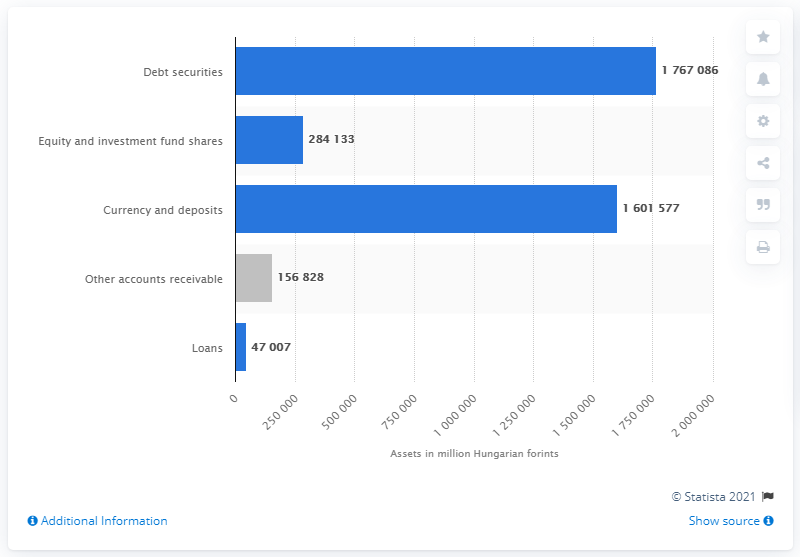 Debt securities
1 767 086
Equity and investment fund shares
284 133
Currency and deposits
1 601 577
Other accounts receivable
156 828
Loans
47 007
0
250 000
500 000
750 000
1 000 000
1 250 000
1 500 000
1 750 000
2 000 000
Assets in million Hungarian forints
© Statista 2021
Additional Information
Show source